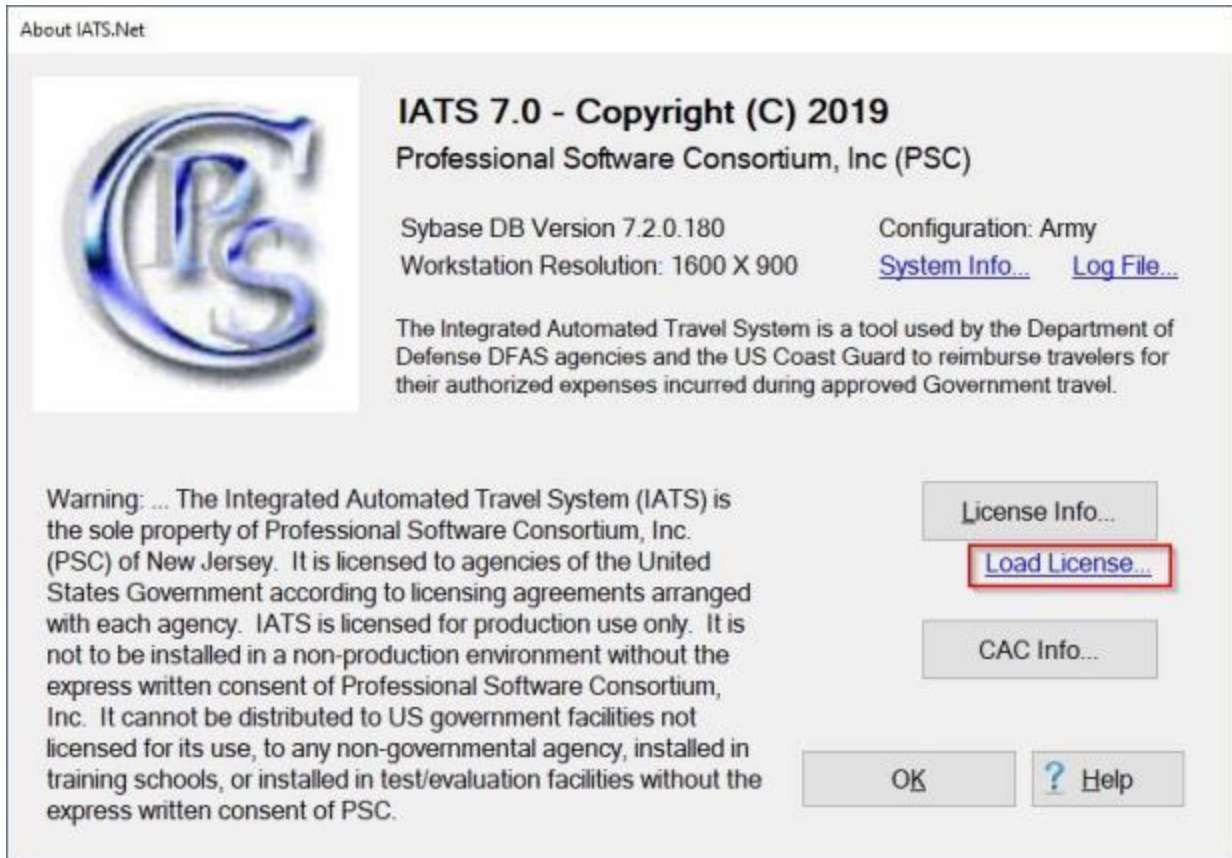 About IATS.Net
CPS
IATS 7.0 - Copyright (C) 2019
Professional Software Consortium, Inc (PSC)
Sybase DB Version 7.2.0.180
Configuration: Army
Workstation Resolution: 1600 X 900
System Info...
Log File...
The Integrated Automated Travel System is a tool used by the Department of
Defense DFAS agencies and the US Coast Guard to reimburse travelers for
their authorized expenses incurred during approved Government travel.
Warning: ... The Integrated Automated Travel System (IATS) is
the sole property of Professional Software Consortium, Inc.
(PSC) of New Jersey.  It is licensed to agencies of the United
States Government according to licensing agreements arranged
with each agency.  IATS is licensed for production use only.  It is
not to be installed in a non-production environment without the
express written consent of Professional Software Consortium,
Inc.  It cannot be distributed to US government facilities not
licensed for its use, to any non-governmental agency, installed in
training schools, or installed in test/evaluation facilities without the
express written consent of PSC.
License Info...
Load License...
CAC Info...
OK
? Help